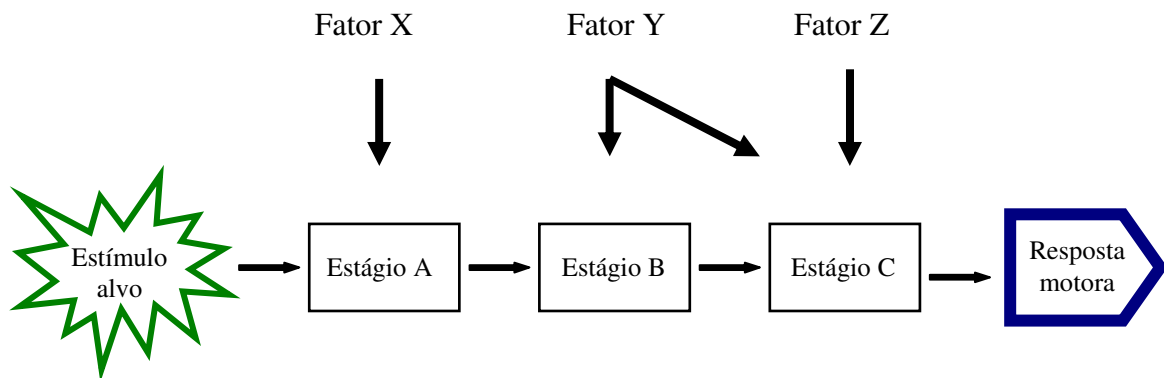 Fator X
Fator Y
Fator Z
Estímulo
alvo
Estágio A
Estágio B
Estágio C
Resposta
motora